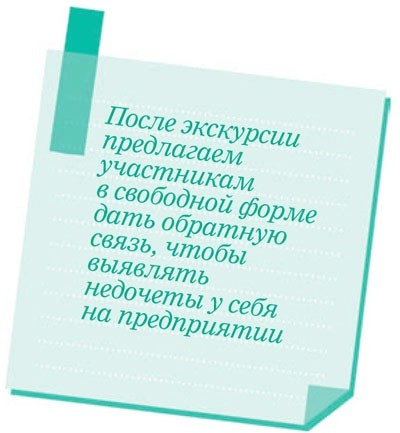 После экскурсии
предлагаем
участникам
в свободной форме
дать обратную
связь, чтобы
выявлять
недочеты у себя
на предприятии